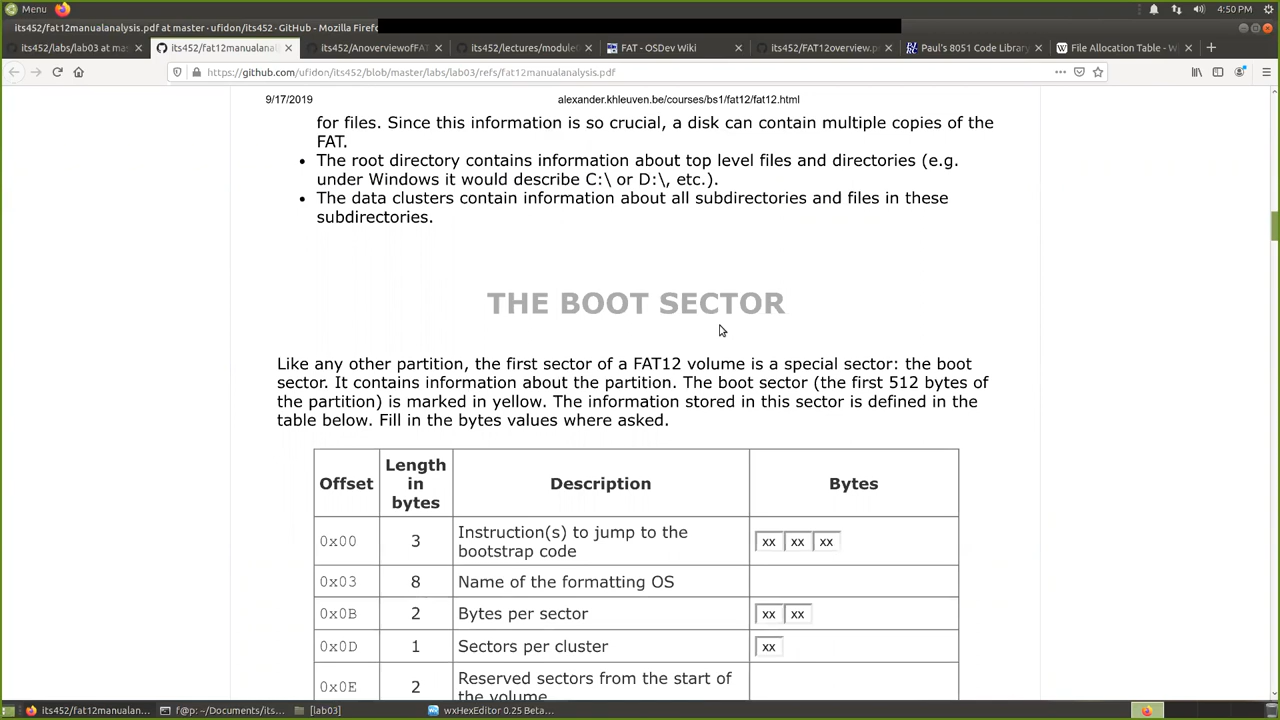 Menu
4:50 PM
its452/fat12manualanalysis.pdf at master · ufidon/its452 · GitHub - Mozilla Firefo
its452/labs/lab03 at mas
its452/fat12manualanal
its452/AnoverviewofFAT
its452/lectures/module
FAT - OSDev Wiki
its452/FAT12overview.p
Paul's 8051 Code Library
File Allocation Table - W
https://github.com/ufidon/its452/blob/master/labs/lab03/refs/fat12manualanalysis.pdf
9/17/2019
alexander.khleuven.be/courses/bs1/fat12/fat12.html
for files. Since this information is so crucial, a disk can contain multiple copies of the
FAT.
• The root directory contains information about top level files and directories (e.g.
under Windows it would describe C:\ or D:\, etc.).
• The data clusters contain information about all subdirectories and files in these
subdirectories.
THE BOOT SECTOR
Like any other partition, the first sector of a FAT12 volume is a special sector: the boot
sector. It contains information about the partition. The boot sector (the first 512 bytes of
the partition) is marked in yellow. The information stored in this sector is defined in the
table below. Fill in the bytes values where asked.
Offset
Length
in
bytes
Description
Bytes
0x00
3
Instruction(s) to jump to the
bootstrap code
xx xx xx
0x03
8
Name of the formatting OS
0x0B
2
Bytes per sector
xx xx
0x0D
1
Sectors per cluster
xx
0x0E
2
Reserved sectors from the start of
the volume
its452/fat12manualan...
f@p: ~/Documents/its...
[lab03]
wxHexEditor 0.25 Beta...